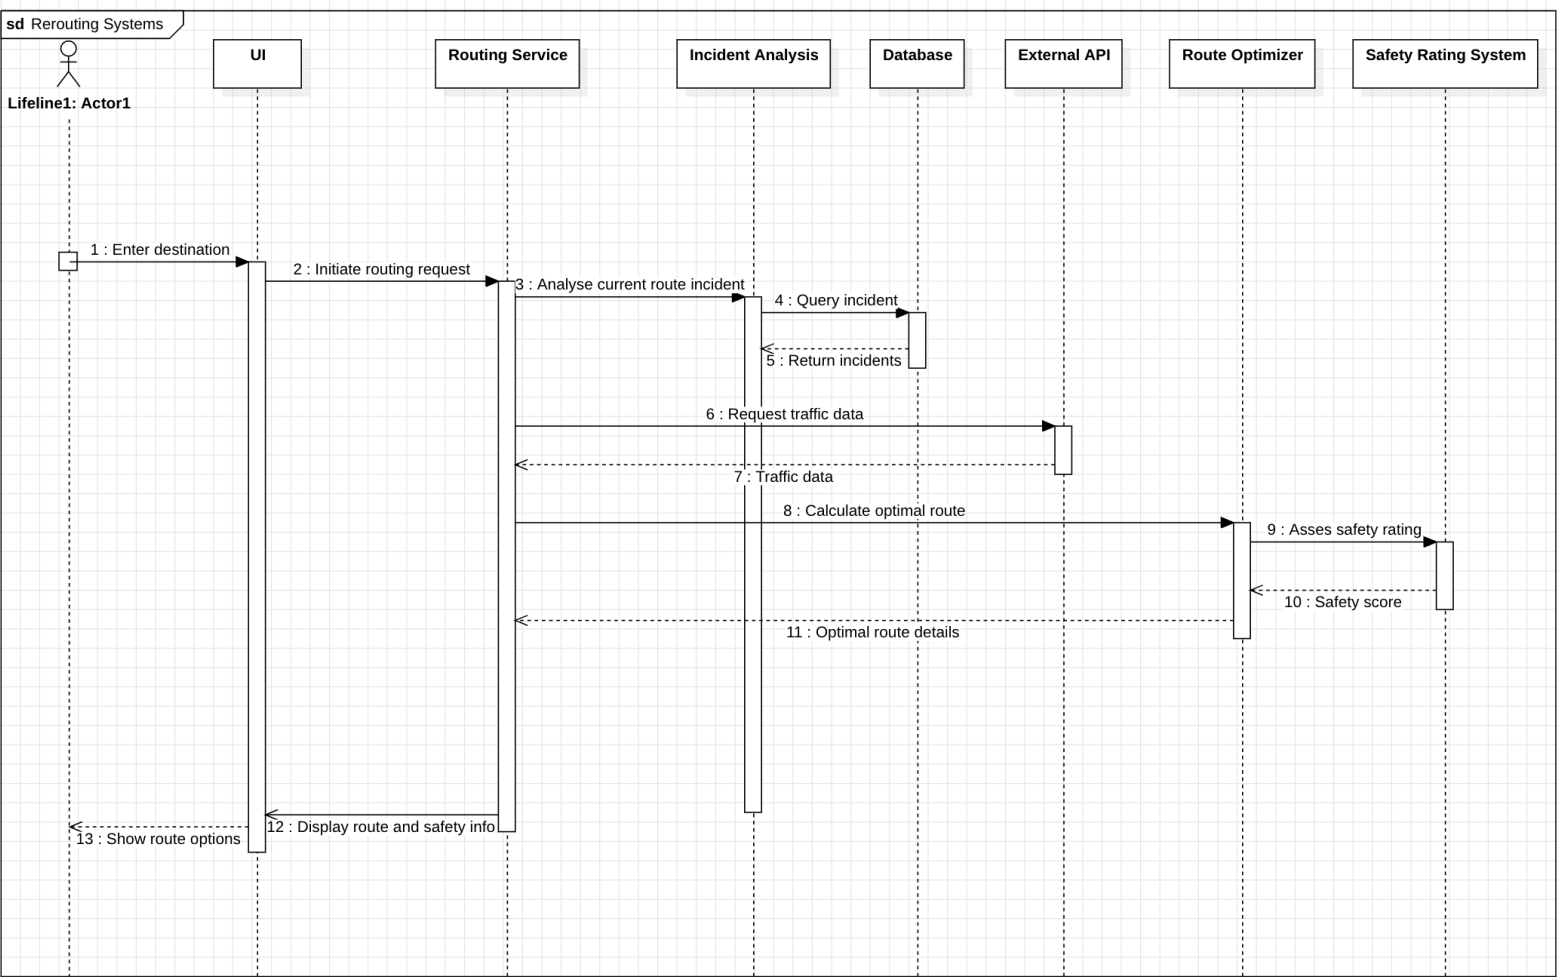 sd Rerouting Systems
UI
Routing Service
Incident Analysis
Database
External API
Route Optimizer
Safety Rating System
Lifeline1: Actor1
1 : Enter destination
2 : Initiate routing request
3 : Analyse current route incident
4 : Query incident
5 : Return incidents
6 : Request traffic data
7 : Traffic data
8 : Calculate optimal route
9 : Asses safety rating
10 : Safety score
11 : Optimal route details
12 : Display route and safety info
13 : Show route options